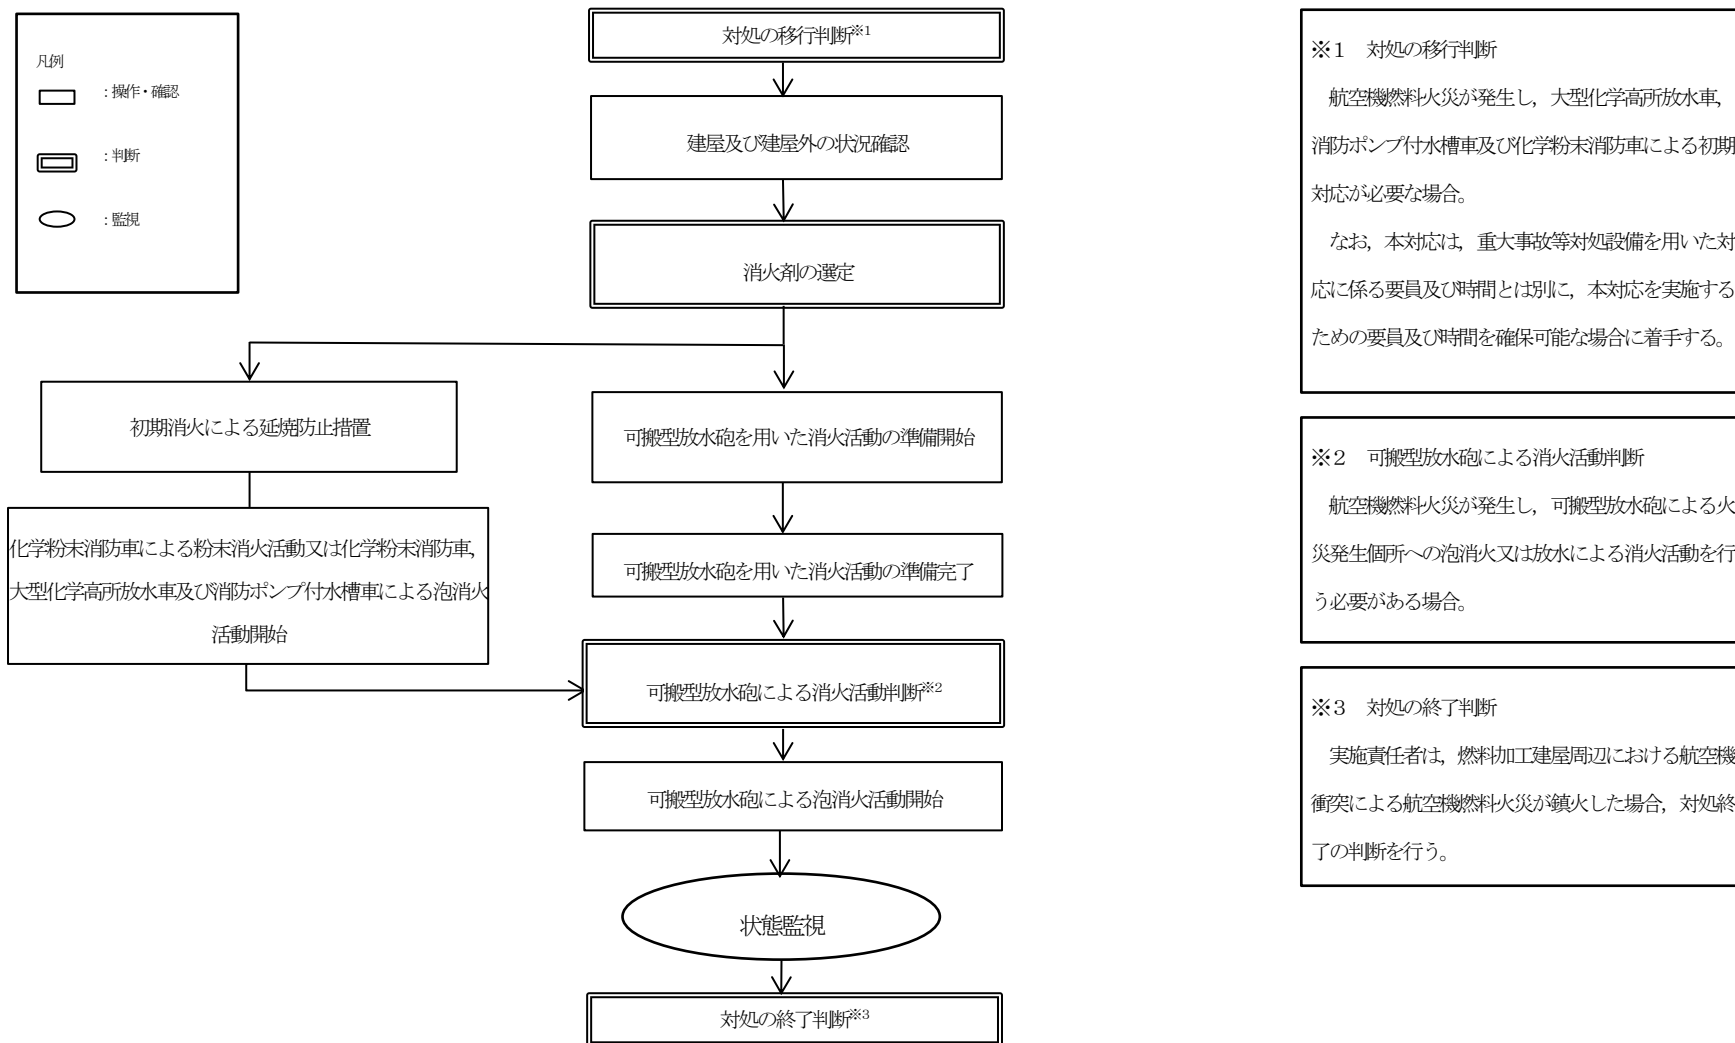 凡例
：操作・確認
：判断
：監視
対処の移行判断※1
建屋及び建屋外の状況確認
消火剤の選定
初期消火による延焼防止措置
化学粉末消防車による粉末消火活動又は化学粉末消防車，
大型化学高所放水車及び消防ポンプ付水槽車による泡消火
活動開始
可搬型放水砲を用いた消火活動の準備開始
可搬型放水砲を用いた消火活動の準備完了
可搬型放水砲による消火活動判断※2
可搬型放水砲による泡消火活動開始
状態監視
対処の終了判断※3
※１　対処の移行判断
航空機燃料火災が発生し，大型化学高所放水車，
消防ポンプ付水槽車及び化学粉末消防車による初期
対応が必要な場合。
なお，本対応は，重大事故等対処設備を用いた対
応に係る要員及び時間とは別に，本対応を実施する
ための要員及び時間を確保可能な場合に着手する。
※２　可搬型放水砲による消火活動判断
航空機燃料火災が発生し，可搬型放水砲による火
災発生個所への泡消火又は放水による消火活動を行
う必要がある場合。
※３　対処の終了判断
実施責任者は，燃料加工建屋周辺における航空機
衝突による航空機燃料火災が鎮火した場合，対処終
了の判断を行う。